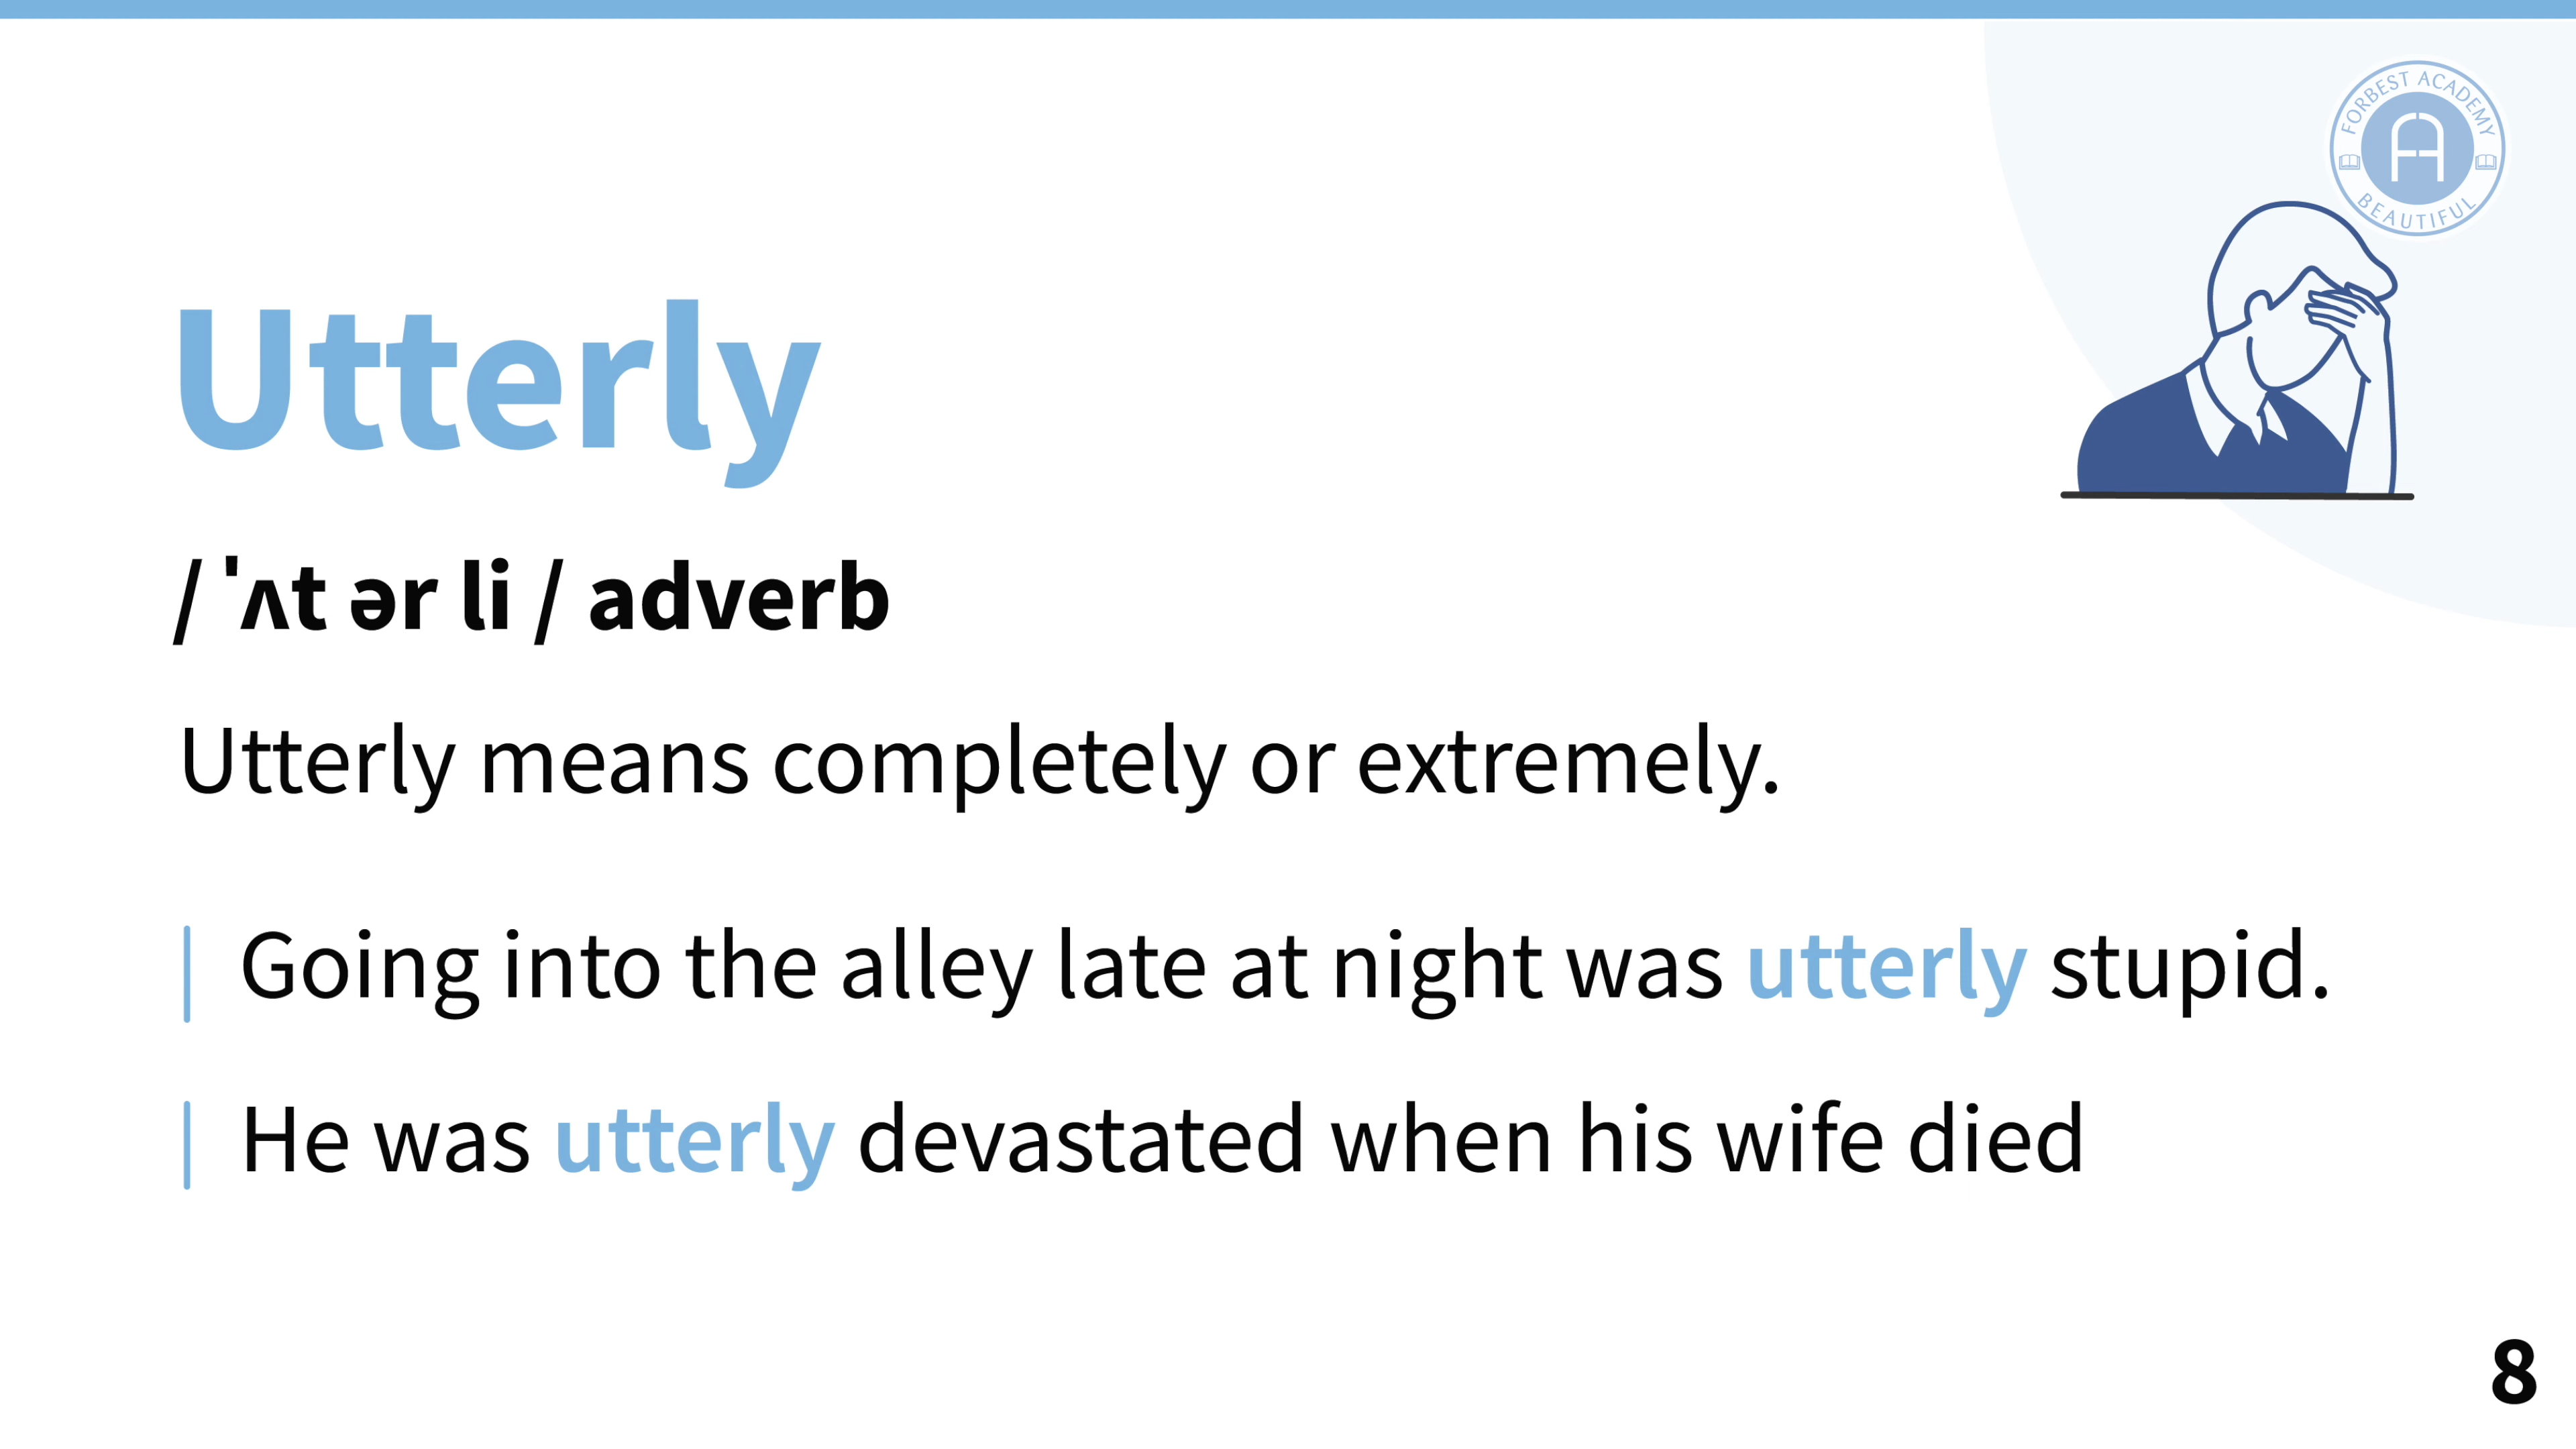 FORBEST ACADEMY
A
BEAUTIFUL
Utterly
/ ˈʌt ər li / adverb
Utterly means completely or extremely.
Going into the alley late at night was utterly stupid.
He was utterly devastated when his wife died
8